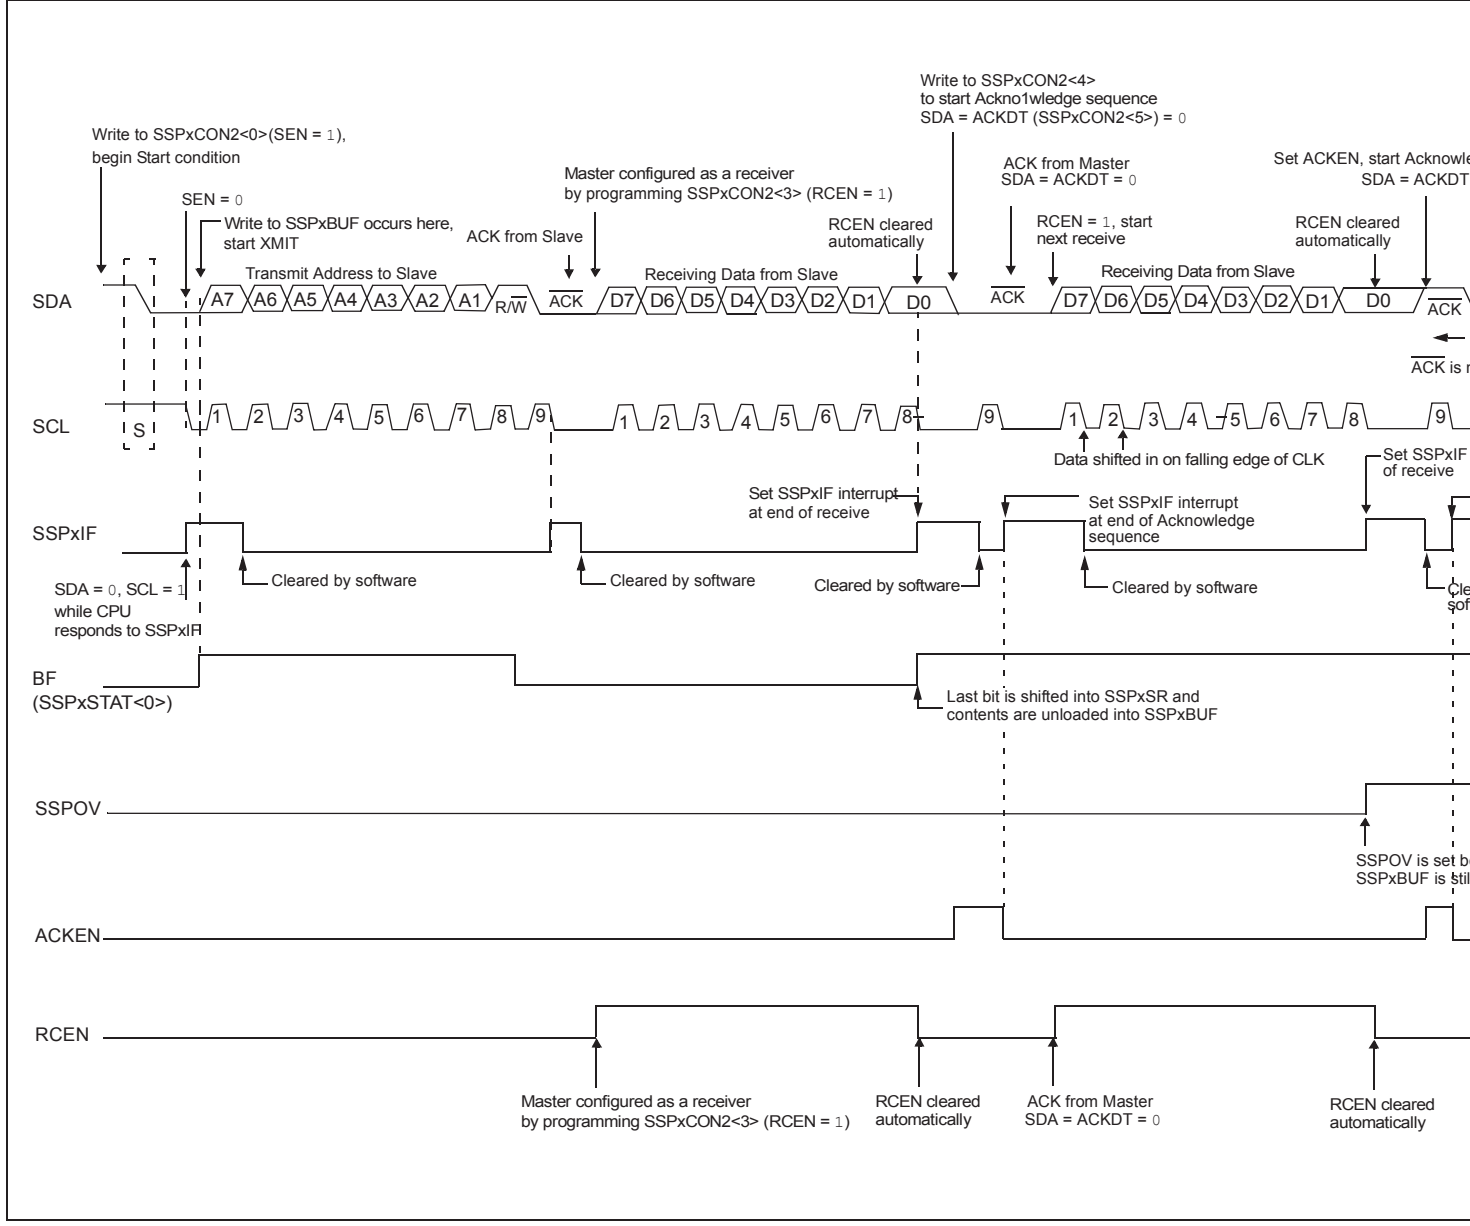 Write to SSPxCON2<4>
to start Ackno1wledge sequence
SDA = ACKDT (SSPxCON2<5>) = 0
Write to SSPxCON2<0>(SEN = 1),
begin Start condition
ACK from Master
SDA = ACKDT = 0
Set ACKEN, start Acknowle
SDA = ACKDT
Master configured as a receiver
by programming SSPxCON2<3> (RCEN = 1)
SEN = 0
Write to SSPxBUF occurs here,
start XMIT
ACK from Slave
RCEN cleared
automatically
RCEN = 1, start
next receive
RCEN cleared
automatically
Transmit Address to Slave
Receiving Data from Slave
Receiving Data from Slave
SDA A7 A6 A5 A4 A3 A2 A1 R/W ACK D7 D6 D5 D4 D3 D2 D1 D0 ACK D7 D6 D5 D4 D3 D2 D1 D0 ACK
ACK is
SCL S 1 2 3 4 5 6 7 8 9 1 2 3 4 5 6 7 8 9 1 2 3 4 5 6 7 8 9
Data shifted in on falling edge of CLK
Set SSPxIF
of receive
Set SSPxIF interrupt
at end of receive
Set SSPxIF interrupt
at end of Acknowledge
sequence
SSPxIF
Cleared by software
Cleared by software
Cleared by software
Cleared by software
Cle
sof
SDA = 0, SCL = 1
while CPU
responds to SSPxIF
BF
(SSPxSTAT<0>)
Last bit is shifted into SSPxSR and
contents are unloaded into SSPxBUF
SSPOV
SSPOV is set b
SSPxBUF is stil
ACKEN
RCEN
Master configured as a receiver
by programming SSPxCON2<3> (RCEN = 1)
RCEN cleared
automatically
ACK from Master
SDA = ACKDT = 0
RCEN cleared
automatically